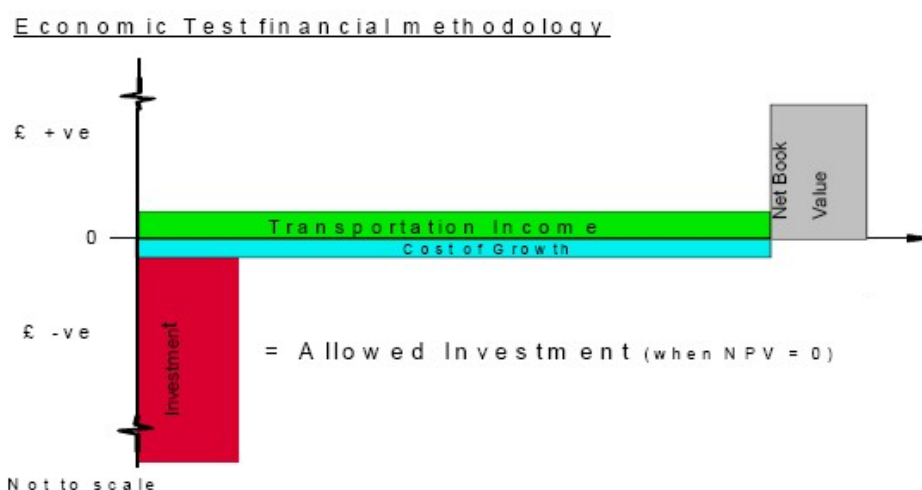 Economic Test financial methodology
£ +ve
Net Book
Value
Transportation Income
0
Cost of Growth
£ -ve
Investment
= Allowed Investment (when NPV = 0)
Not to scale